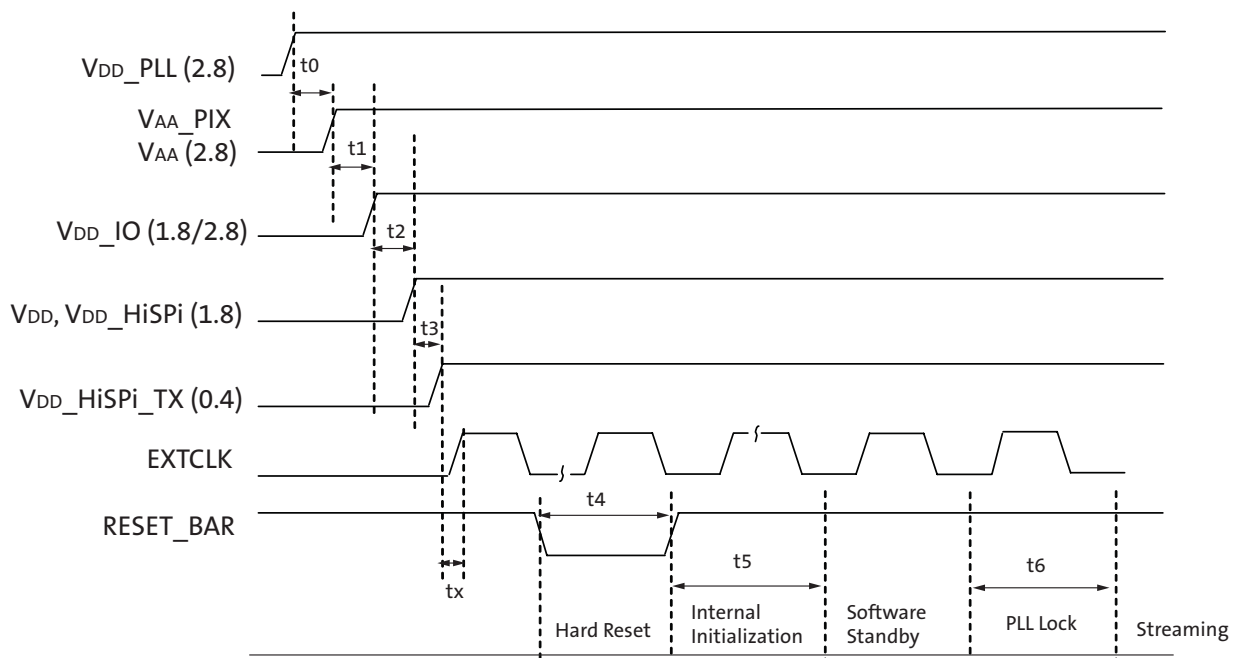 VDD_PLL (2.8)
t0
VAA_PIX
VAA (2.8)
t1
VDD_IO (1.8/2.8)
t2
VDD, VDD_HiSPi (1.8)
t3
VDD_HiSPi_TX (0.4)
EXTCLK
t4
RESET_BAR
tx
t5
t6
Hard Reset
Internal
Initialization
Software
Standby
PLL Lock
Streaming